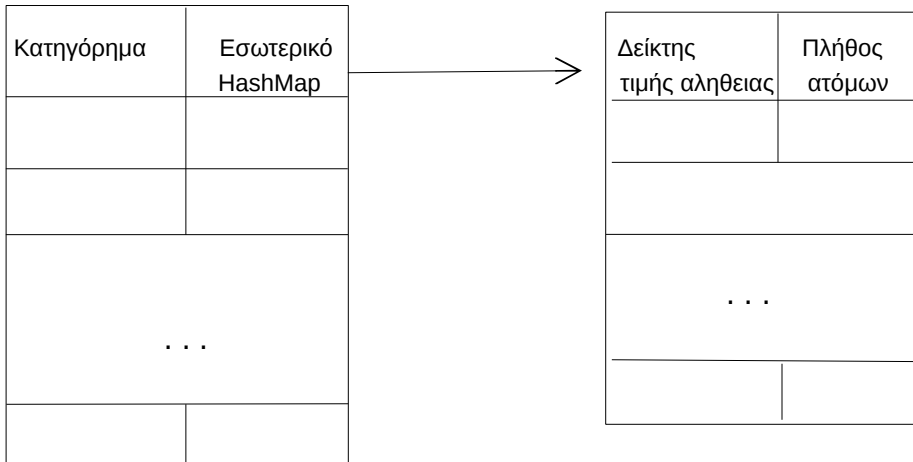 Κατηγόρημα
Εσωτερικό
HashMap
Δείκτης
τιμής αληθειας
Πλήθος
ατόμων
. . .
. . .